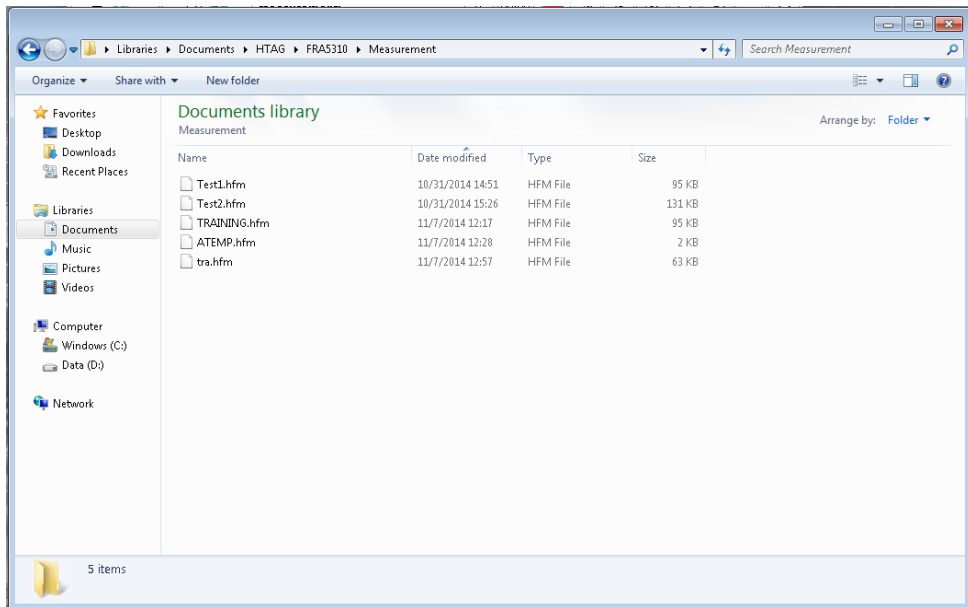 Libraries ▸ Documents ▸ HTAG ▸ FRA5310 ▸ Measurement Search Measurement
Organize Share with New folder
Favorites
Desktop
Downloads
Recent Places
Libraries
Documents
Music
Pictures
Videos
Computer
Windows (C:)
Data (D:)
Network
Documents library
Measurement
Arrange by: Folder
Name Date modified Type Size
Test1.hfm 10/31/2014 14:51 HFM File 95 KB
Test2.hfm 10/31/2014 15:26 HFM File 131 KB
TRAINING.hfm 11/7/2014 12:17 HFM File 95 KB
ATEMP.hfm 11/7/2014 12:28 HFM File 2 KB
tra.hfm 11/7/2014 12:57 HFM File 63 KB
5 items